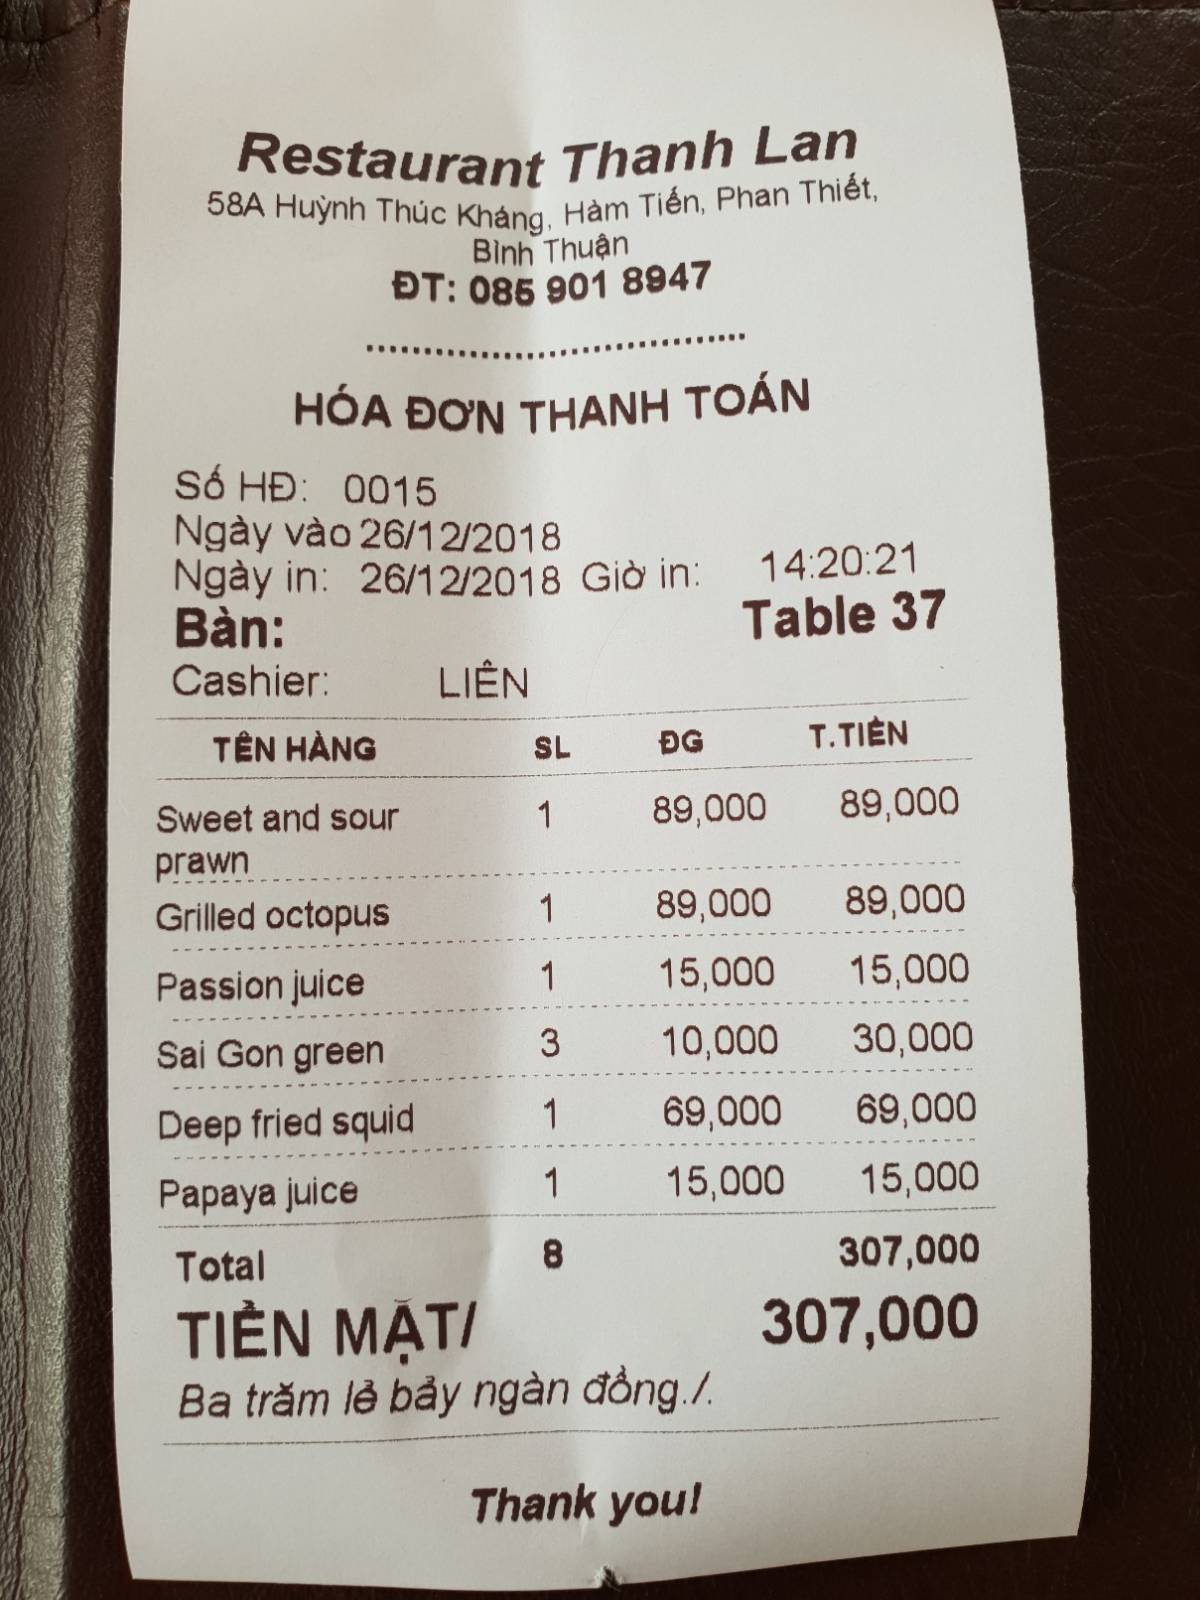 Restaurant Thanh Lan
58A Huỳnh Thúc Kháng, Hàm Tiến, Phan Thiết,
Bình Thuận
ĐT: 085 901 8947
HÓA ĐƠN THANH TOÁN
Số HĐ: 0015
Ngày vào 26/12/2018
Ngày in: 26/12/2018 Giờ in: 14:20:21
Bàn: Table 37
Cashier: LIÊN
TÊN HÀNG SL ĐG T.TIỀN
Sweet and sour 1 89,000 89,000
prawn
Grilled octopus 1 89,000 89,000
Passion juice 1 15,000 15,000
Sai Gon green 3 10,000 30,000
Deep fried squid 1 69,000 69,000
Papaya juice 1 15,000 15,000
Total 8 307,000
TIỀN MẶT/ 307,000
Ba trăm lẻ bảy ngàn đồng./.
Thank you!